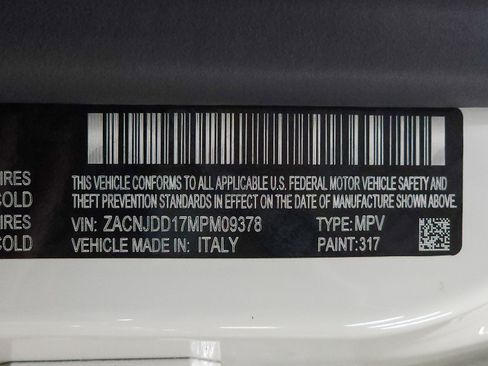 IRES
COLD
IRES
COLD
THIS VEHICLE CONFORMS TO ALL APPLICABLE U.S. FEDERAL MOTOR VEHICLE SAFETY AND
THEFT PREVENTION STANDARDS IN EFFECT ON THE DATE OF MANUFACTURE SHOWN ABOVE.
VIN: ZACNJDD17MPM09378 TYPE: MPV
VEHICLE MADE IN: ITALY PAINT:317